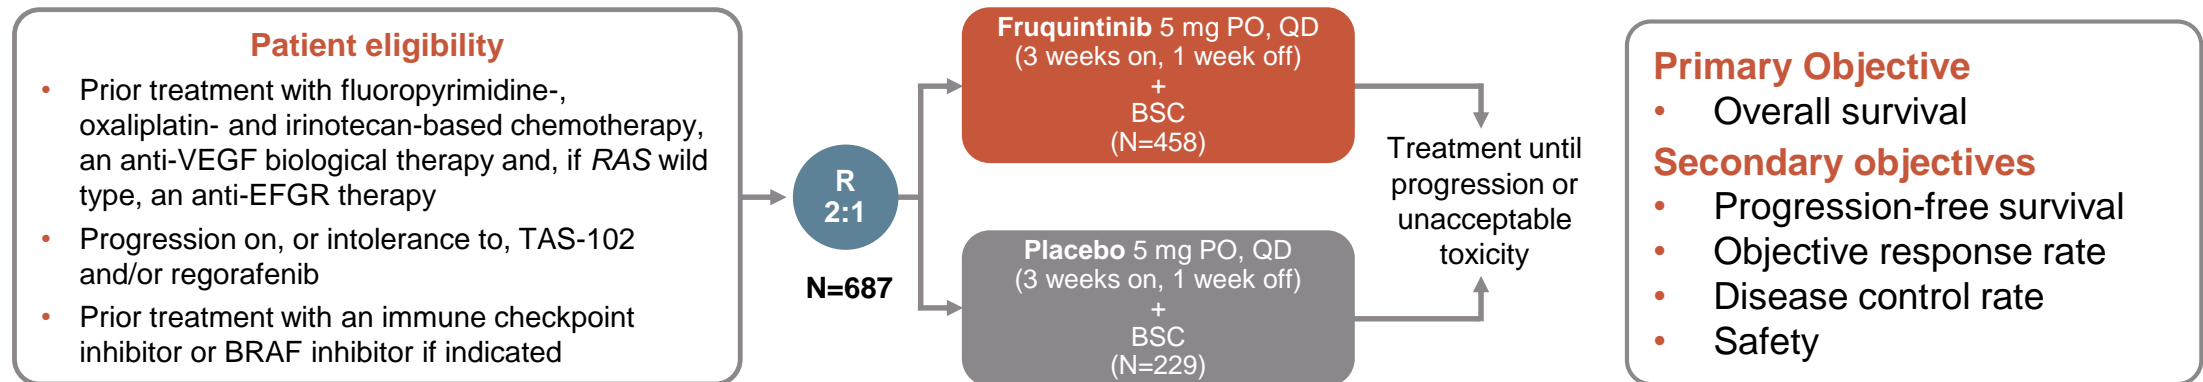 Patient eligibility
• Prior treatment with fluoropyrimidine-,
oxaliplatin- and irinotecan-based chemotherapy,
an anti-VEGF biological therapy and, if RAS wild
type, an anti-EFGR therapy
• Progression on, or intolerance to, TAS-102
and/or regorafenib
• Prior treatment with an immune checkpoint
inhibitor or BRAF inhibitor if indicated
R
2:1
N=687
Fruquintinib 5 mg PO, QD
(3 weeks on, 1 week off)
+
BSC
(N=458)
Placebo 5 mg PO, QD
(3 weeks on, 1 week off)
+
BSC
(N=229)
Treatment until
progression or
unacceptable
toxicity
Primary Objective
• Overall survival
Secondary objectives
• Progression-free survival
• Objective response rate
• Disease control rate
• Safety